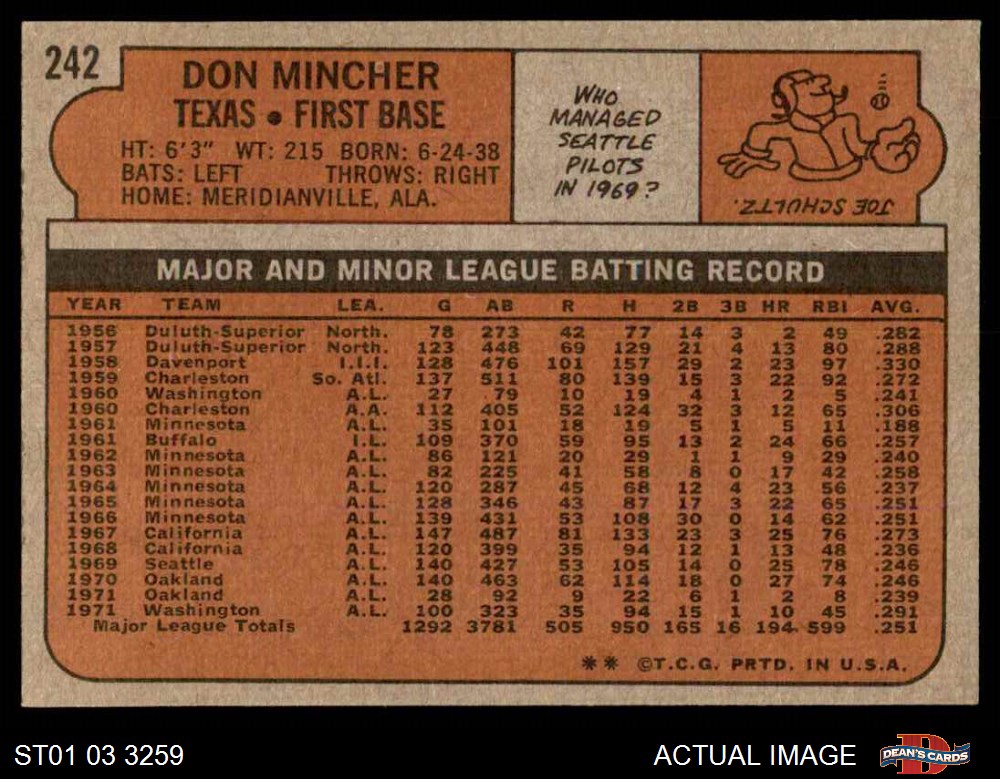 242
DON MINCHER
TEXAS • FIRST BASE
HT: 6'3" WT: 215 BORN: 6-24-38
BATS: LEFT THROWS: RIGHT
HOME: MERIDIANVILLE, ALA.
WHO
MANAGED
SEATTLE
PILOTS
IN 1969?
JOE SCHULTZ.
MAJOR AND MINOR LEAGUE BATTING RECORD
YEAR TEAM LEA. G AB R H 2B 3B HR RBI AVG.
1956 Duluth-Superior North. 78 273 42 77 14 3 2 49 .282
1957 Duluth-Superior North. 123 448 69 129 21 4 13 80 .288
1958 Davenport I.I.I. 128 476 101 157 29 2 23 97 .330
1959 Charleston So. Atl. 137 511 80 139 15 3 22 92 .272
1960 Washington A.L. 27 79 10 19 4 1 2 5 .241
1960 Charleston A.A. 112 405 52 124 32 3 12 65 .306
1961 Minnesota A.L. 35 101 18 19 5 1 5 11 .188
1961 Buffalo I.L. 109 370 59 95 13 2 24 66 .257
1962 Minnesota A.L. 86 121 20 29 1 1 9 29 .240
1963 Minnesota A.L. 82 225 41 58 8 0 17 42 .258
1964 Minnesota A.L. 120 287 45 68 12 4 23 56 .237
1965 Minnesota A.L. 128 346 43 87 17 3 22 65 .251
1966 Minnesota A.L. 139 431 53 108 30 0 14 62 .251
1967 California A.L. 147 487 81 133 23 3 25 76 .273
1968 California A.L. 120 399 35 94 12 1 13 48 .236
1969 Seattle A.L. 140 427 53 105 14 0 25 78 .246
1970 Oakland A.L. 140 463 62 114 18 0 27 74 .246
1971 Oakland A.L. 28 92 9 22 6 1 2 8 .239
1971 Washington A.L. 100 323 35 94 15 1 10 45 .291
Major League Totals 1292 3781 505 950 165 16 194 599 .251
** ©T.C.G. PRTD. IN U.S.A.
ST01 03 3259 ACTUAL IMAGE
DEAN'S CARDS